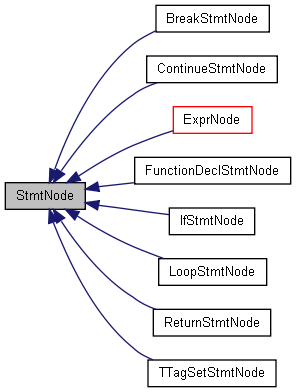 BreakStmtNode
ContinueStmtNode
ExprNode
FunctionDeclStmtNode
StmtNode
IfStmtNode
LoopStmtNode
ReturnStmtNode
TTagSetStmtNode